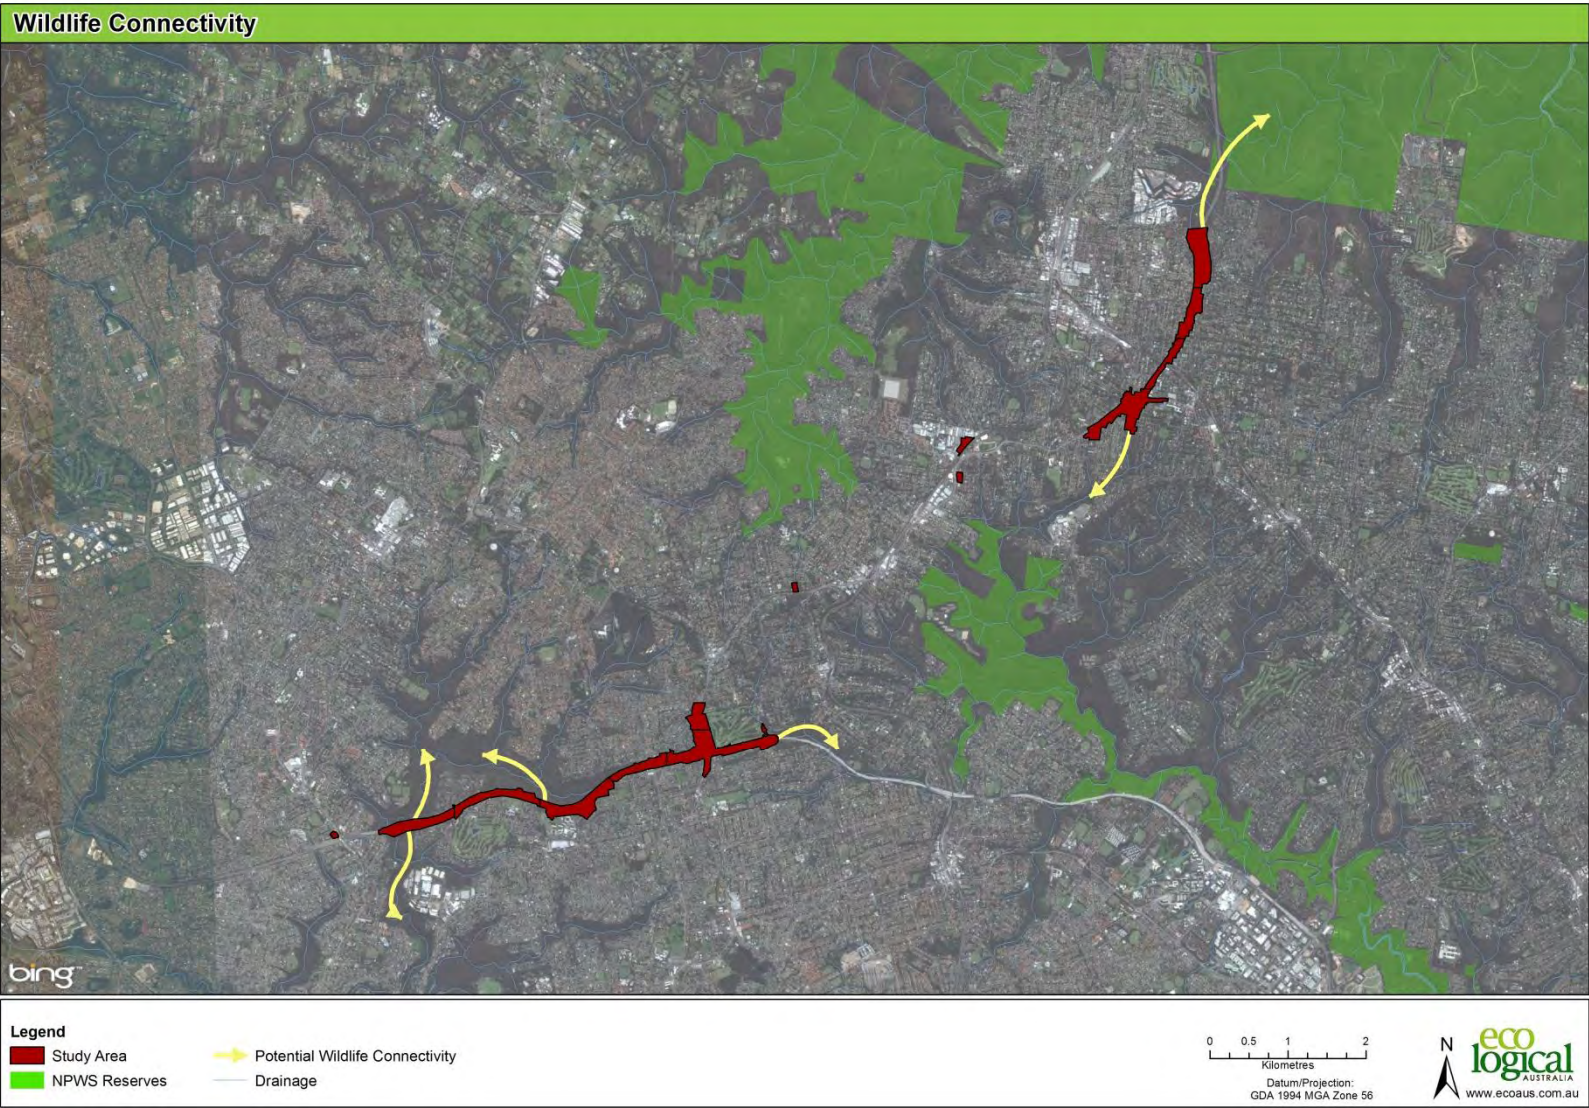 Wildlife Connectivity
bing
Legend
Study Area
NPWS Reserves
Potential Wildlife Connectivity
Drainage
0 0.5 1 2
Kilometres
Datum/Projection:
GDA 1994 MGA Zone 56
N
eco
logical
AUSTRALIA
www.ecoaus.com.au